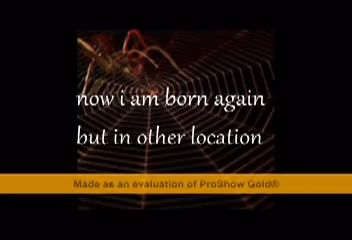 now i am born again
but in other location
Made as an evaluation of ProShow Gold®